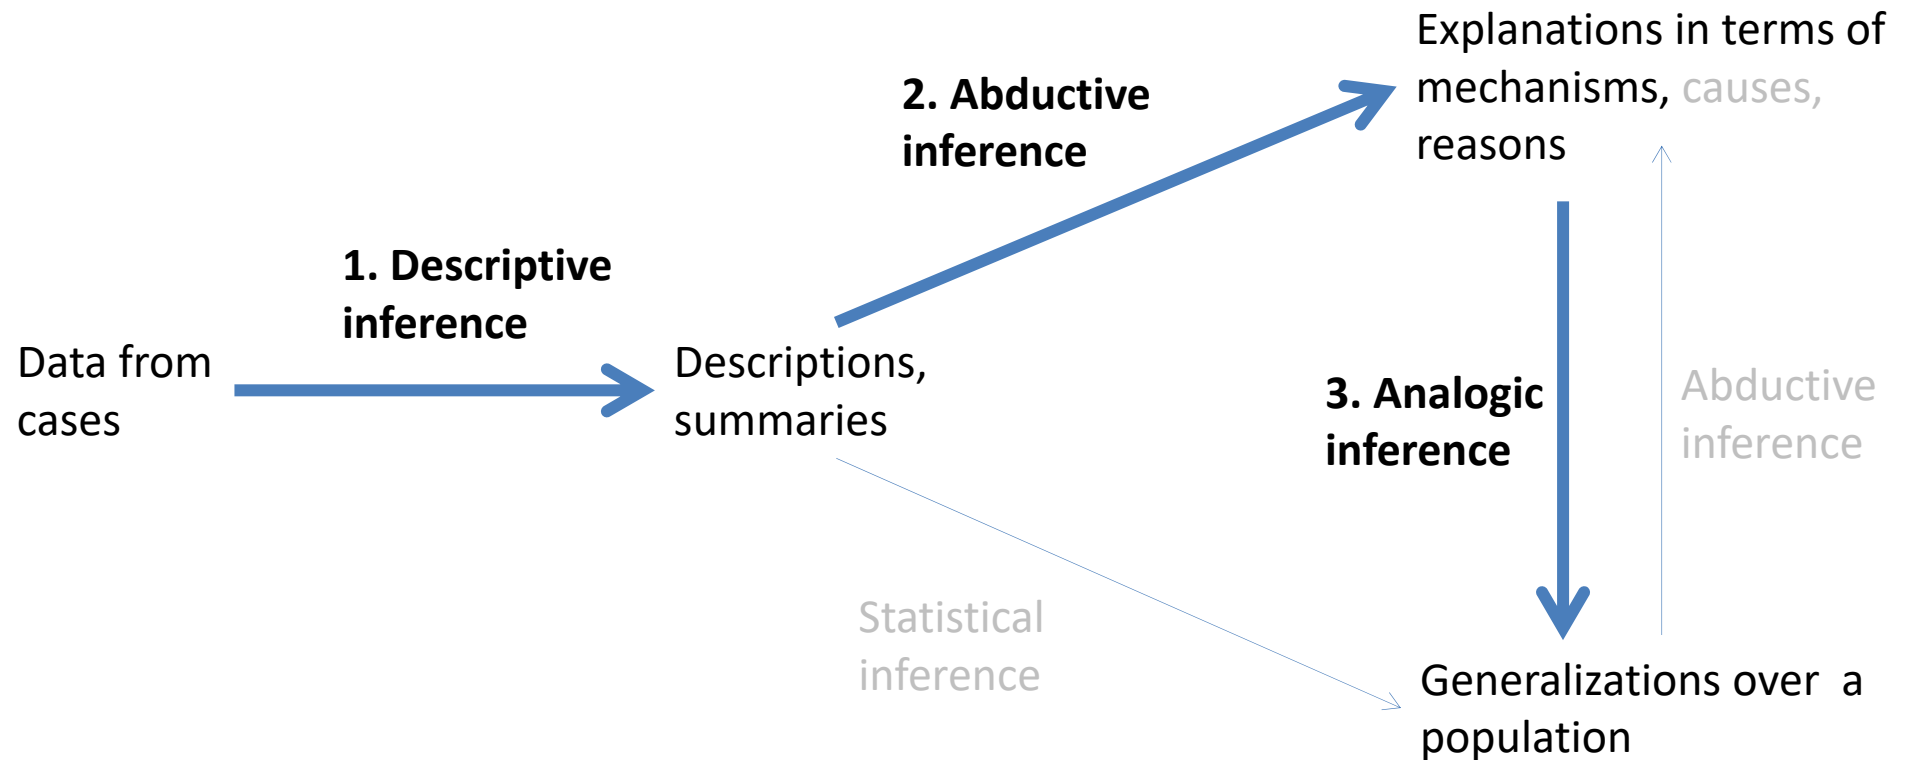 Explanations in terms of
mechanisms, causes,
reasons
2. Abductive
inference
1. Descriptive
inference
Data from
cases
Descriptions,
summaries
3. Analogic
inference
Abductive
inference
Statistical
inference
Generalizations over a
population